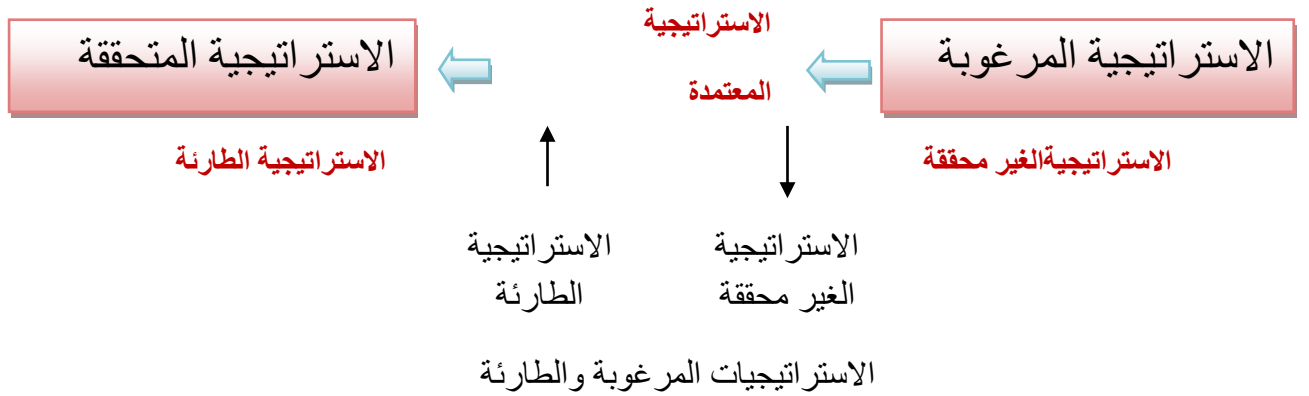 الاستراتيجية المرغوبة
الاستراتيجية
المعتمدة
الاستراتيجية المتحققة
الاستراتيجيةالغير محققة
الاستراتيجية الطارئة
الاستراتيجية
الغير محققة
الاستراتيجية
الطارئة
الاستراتيجيات المرغوبة والطارئة